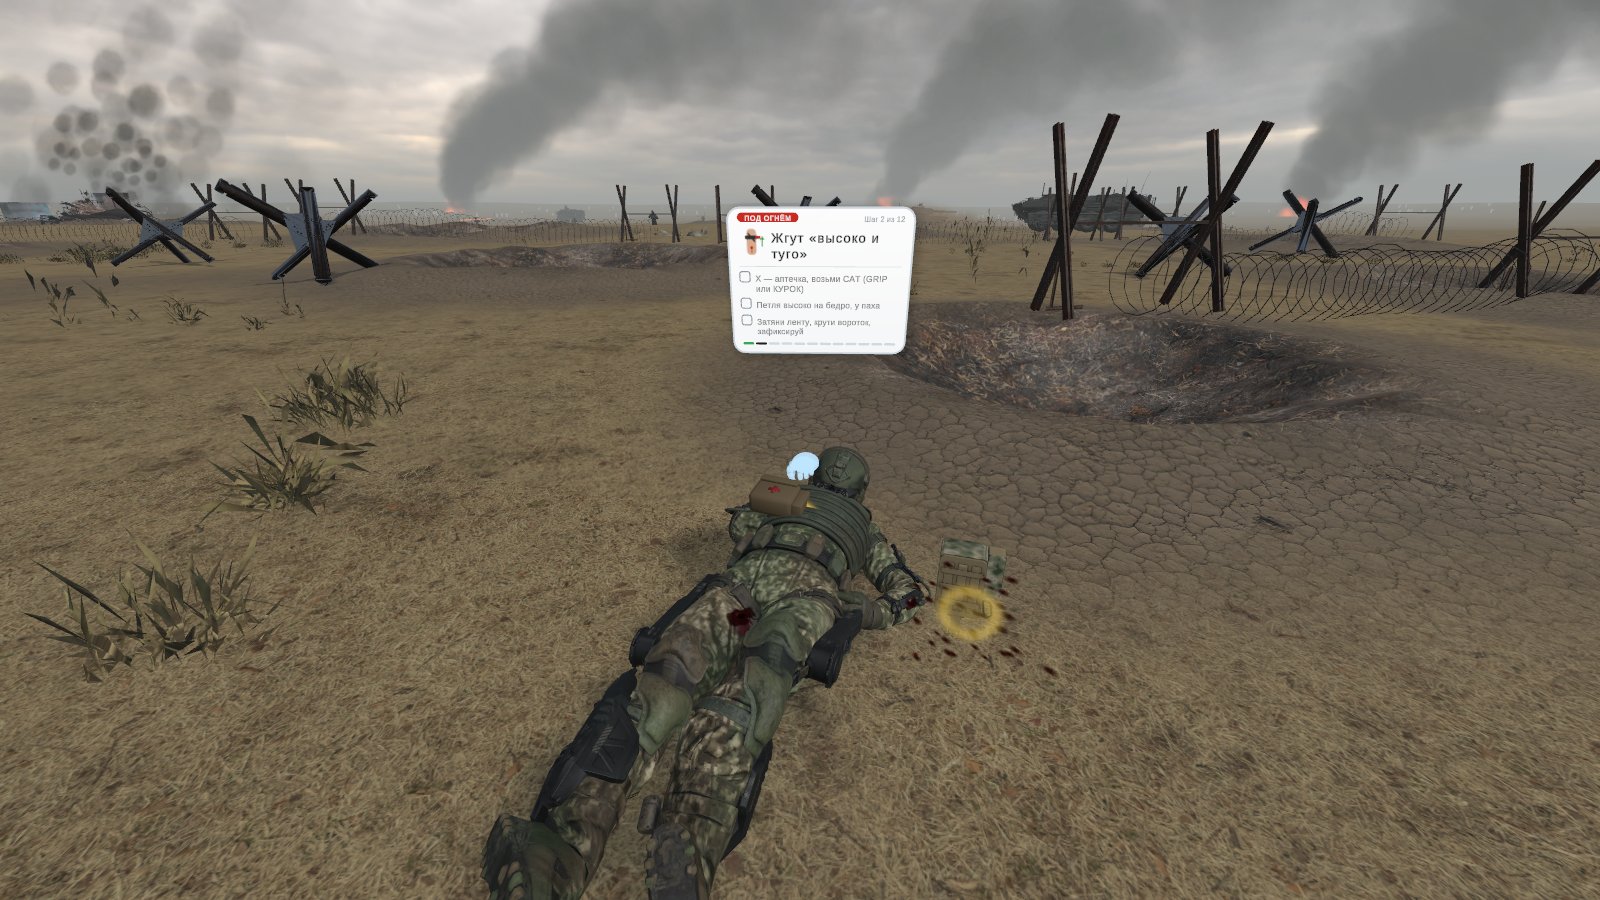 ПОД ОГНЁМ
Шаг 2 из 12
Жгут «высоко и
туго»
X — аптечка, возьми CAT (GRIP
или КУРОК)
Петля высоко на бедро, у паха
Затяни ленту, крути вороток,
зафиксируй